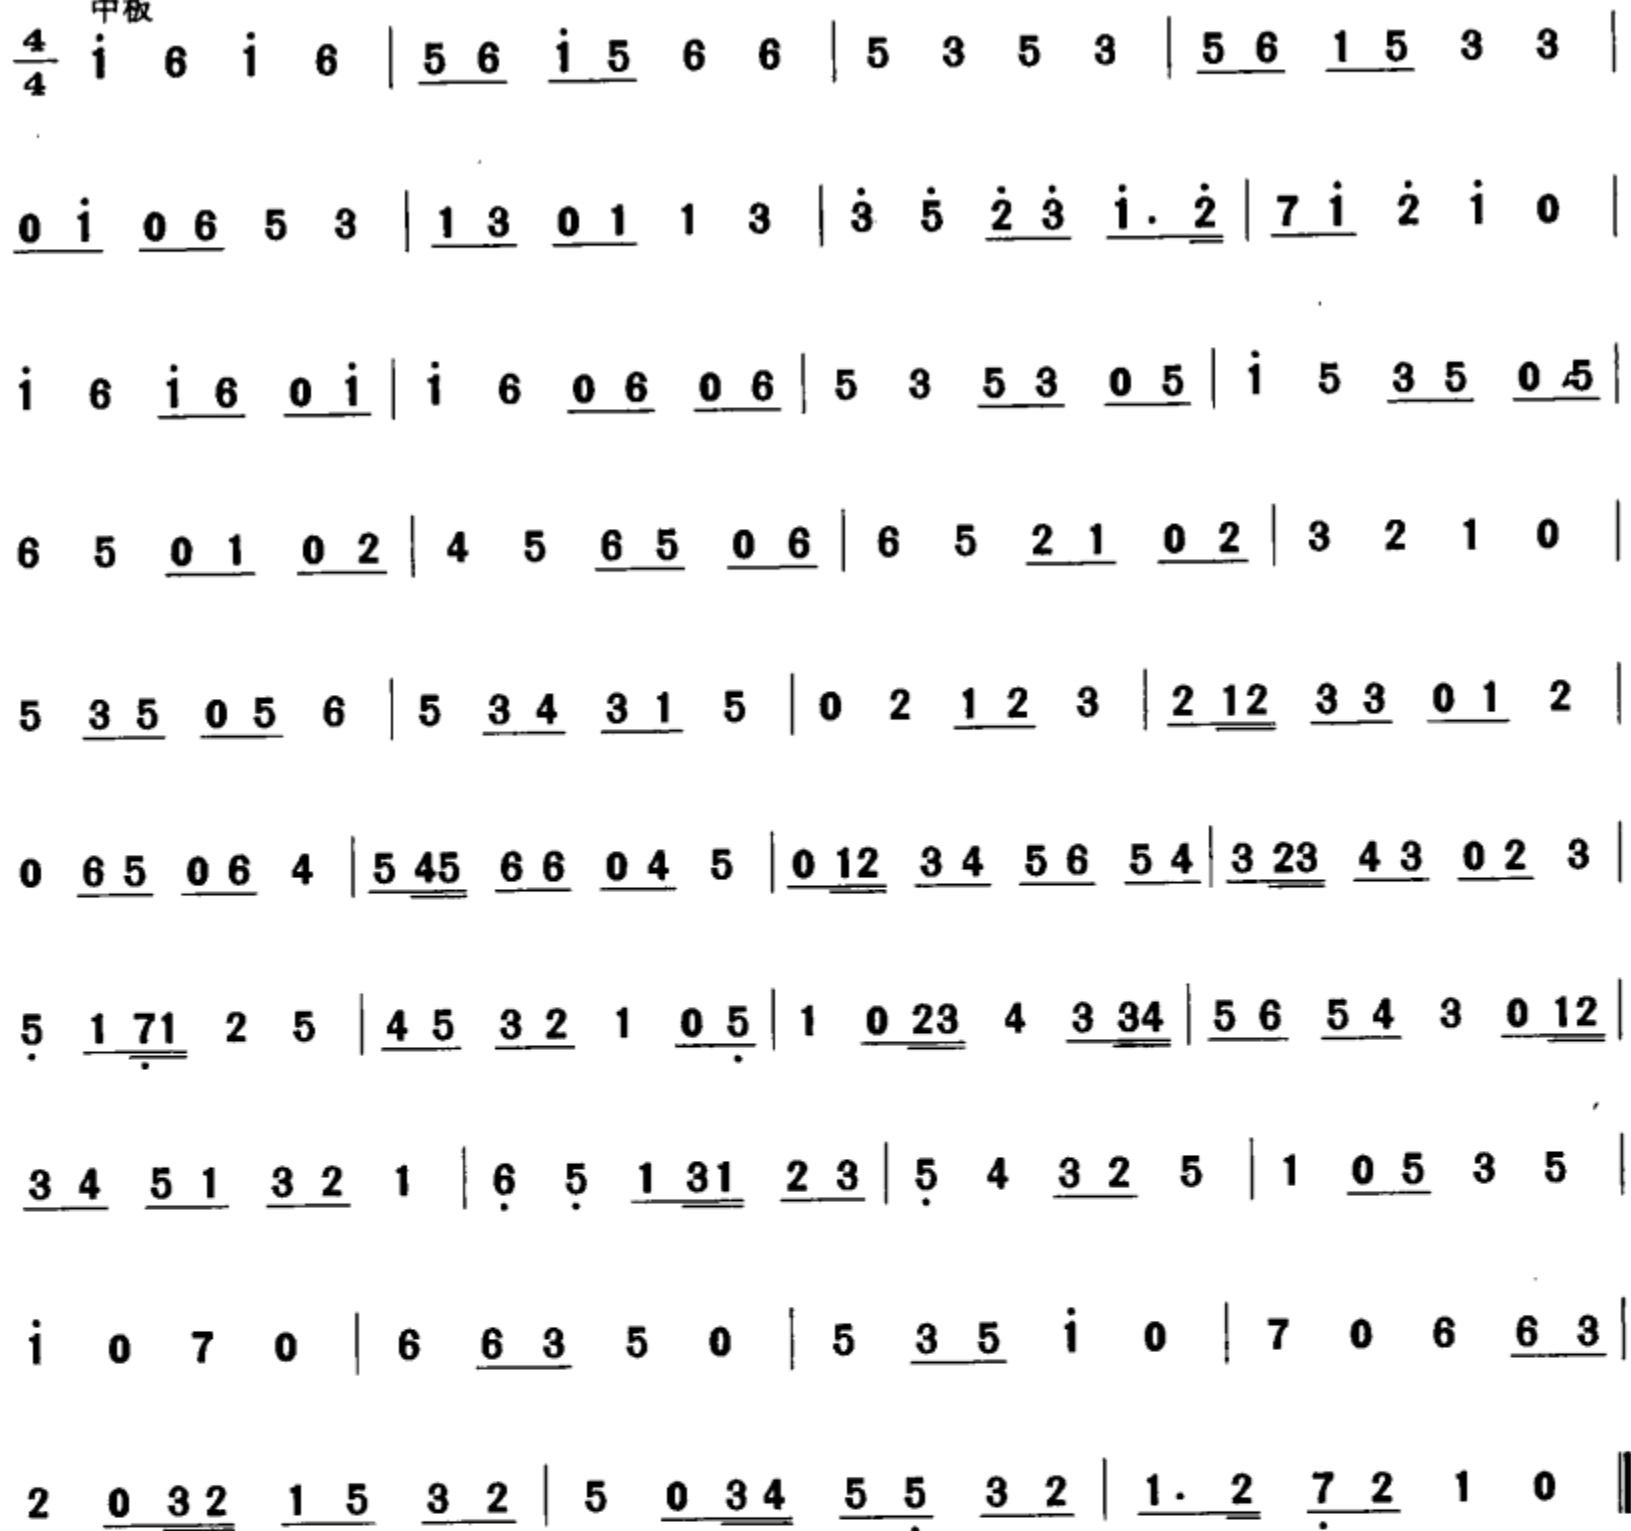 中板
4/4 i 6 i 6 | 5 6 i 5 6 6 | 5 3 5 3 | 5 6 1 5 3 3 |
0 i 0 6 5 3 | 1 3 0 1 1 3 | 3̇ 5̇ 2̇ 3̇ i. 2̇ | 7 i 2̇ i 0 |
i 6 i 6 0 i | i 6 0 6 0 6 | 5 3 5 3 0 5 | i 5 3 5 0 5 |
6 5 0 1 0 2 | 4 5 6 5 0 6 | 6 5 2 1 0 2 | 3 2 1 0 |
5 3 5 0 5 6 | 5 3 4 3 1 5 | 0 2 1 2 3 | 2 12 3 3 0 1 2 |
0 6 5 0 6 4 | 5 45 6 6 0 4 5 | 0 12 3 4 5 6 5 4 | 3 23 4 3 0 2 3 |
5̣ 1 7̣1 2 5 | 4 5 3 2 1 0 5̣ | 1 0 23 4 3 34 | 5 6 5 4 3 0 12 |
3 4 5 1 3 2 1 | 6̣ 5̣ 1 31 2 3 | 5̣ 4 3 2 5 | 1 0 5 3 5 |
i 0 7 0 | 6 6 3 5 0 | 5 3 5 i 0 | 7 0 6 6 3 |
2 0 32 1 5 3 2 | 5 0 34 5 5̣ 3 2 | 1. 2 7̣ 2 1 0 ‖